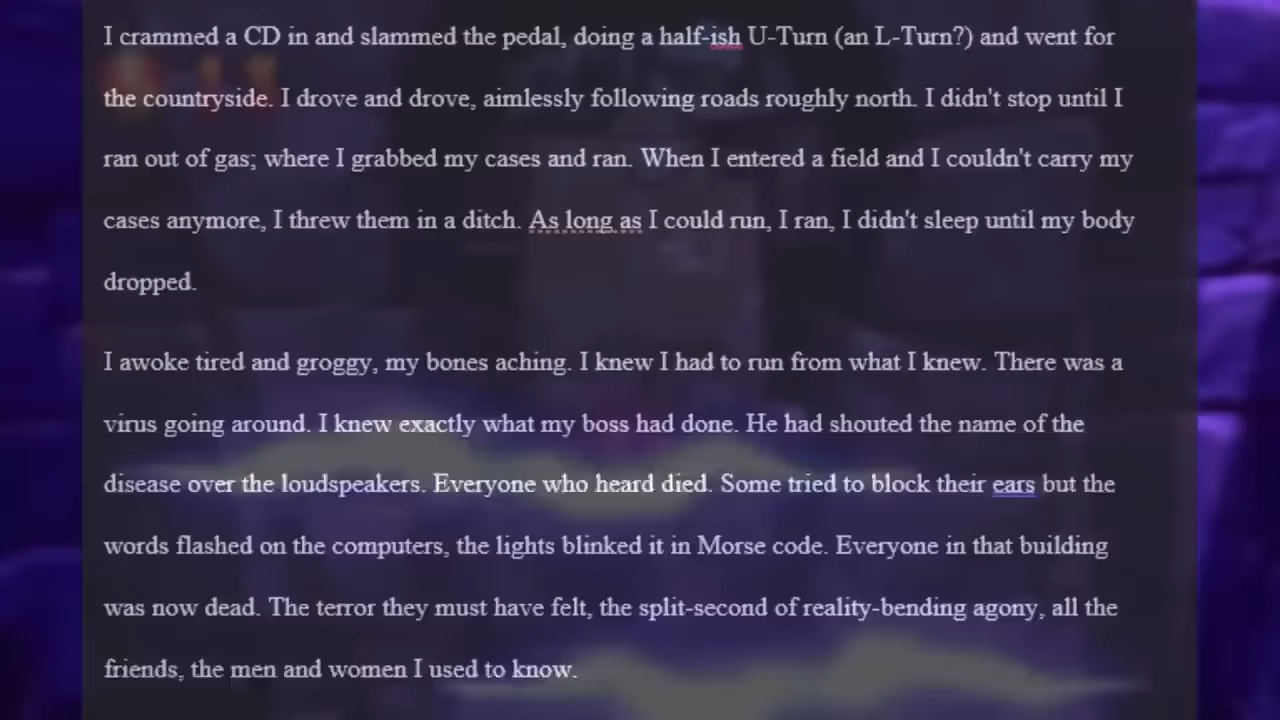 I crammed a CD in and slammed the pedal, doing a half-ish U-Turn (an L-Turn?) and went for
the countryside. I drove and drove, aimlessly following roads roughly north. I didn't stop until I
ran out of gas; where I grabbed my cases and ran. When I entered a field and I couldn't carry my
cases anymore, I threw them in a ditch. As long as I could run, I ran, I didn't sleep until my body
dropped.
I awoke tired and groggy, my bones aching. I knew I had to run from what I knew. There was a
virus going around. I knew exactly what my boss had done. He had shouted the name of the
disease over the loudspeakers. Everyone who heard died. Some tried to block their ears but the
words flashed on the computers, the lights blinked it in Morse code. Everyone in that building
was now dead. The terror they must have felt, the split-second of reality-bending agony, all the
friends, the men and women I used to know.